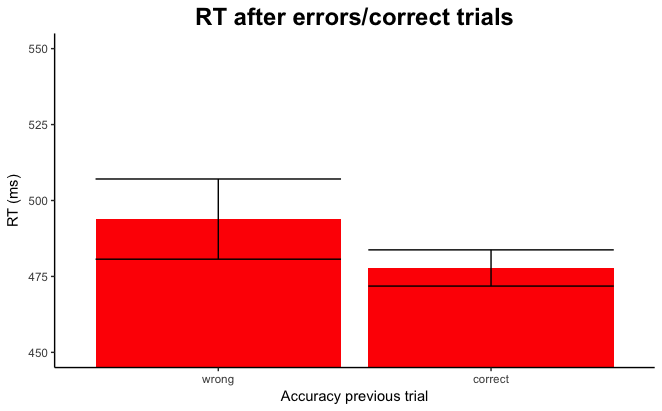 RT after errors/correct trials
550
525
500
475
450
RT (ms)
wrong correct
Accuracy previous trial